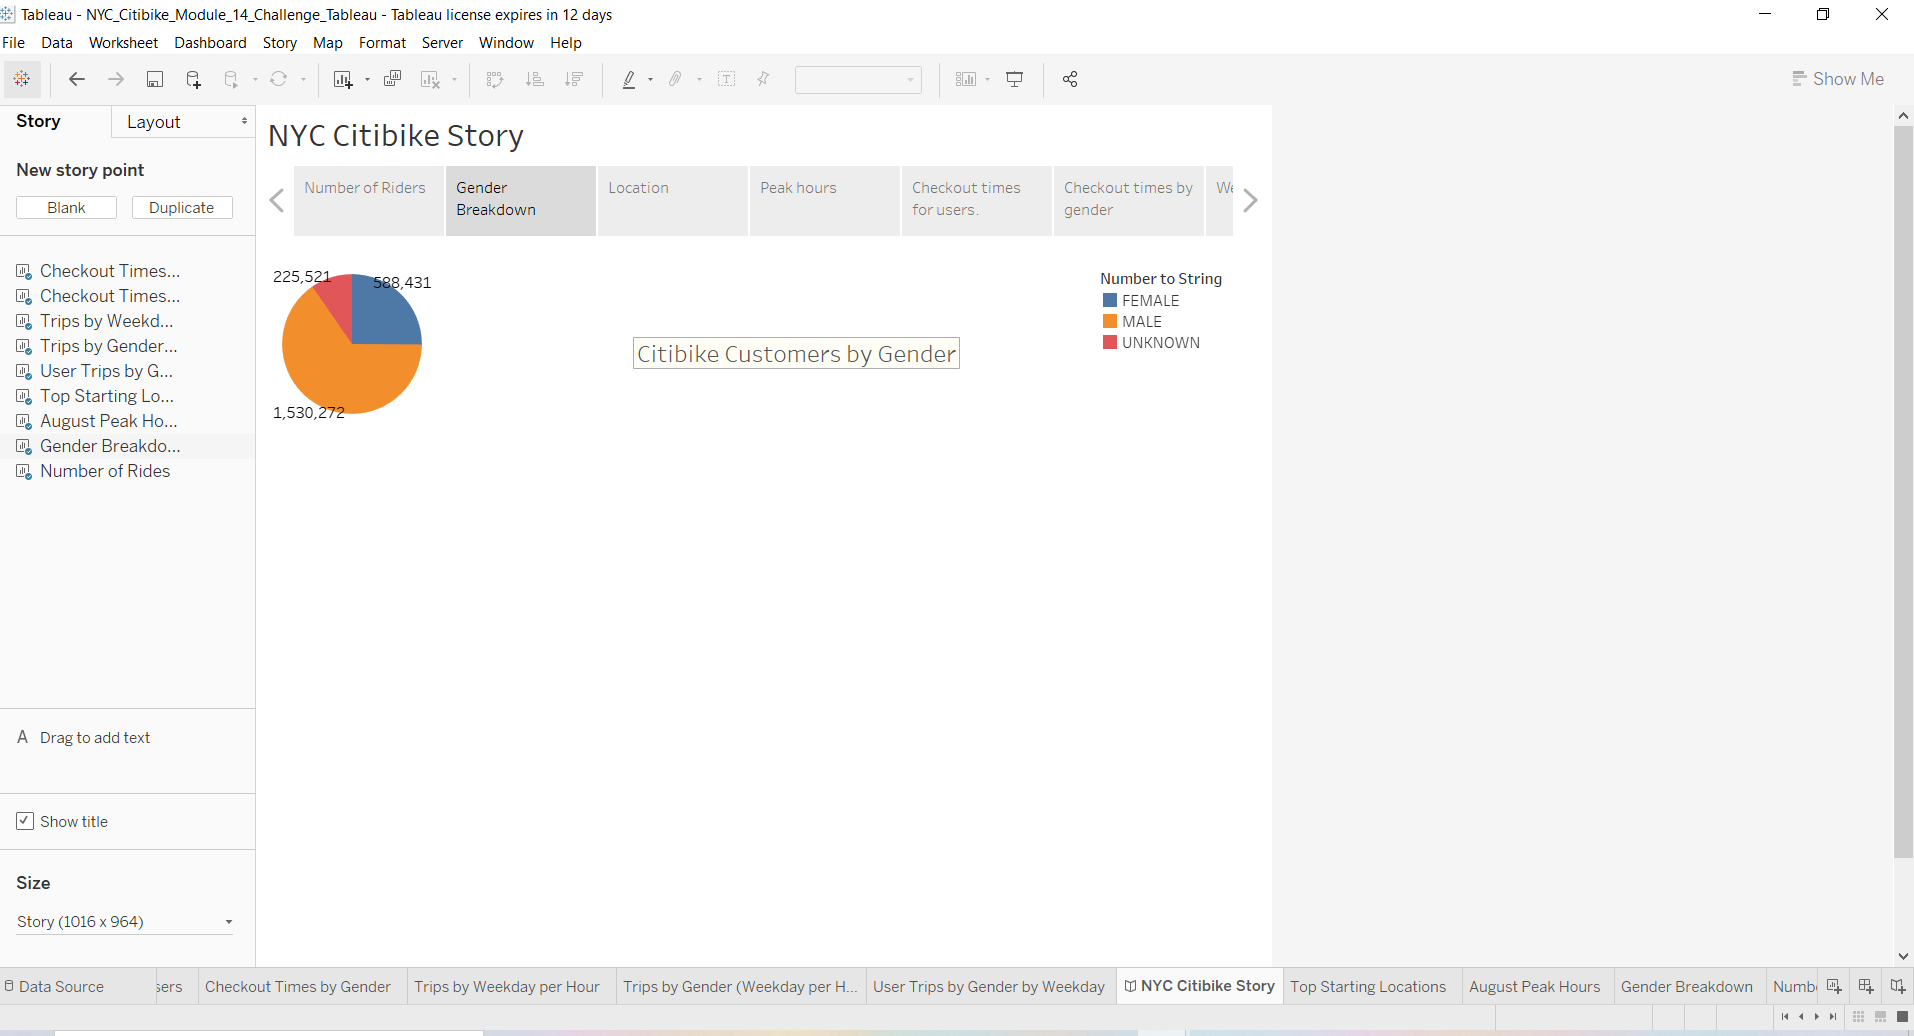 Tableau - NYC_Citibike_Module_14_Challenge_Tableau - Tableau license expires in 12 days
File Data Worksheet Dashboard Story Map Format Server Window Help
Show Me
Story Layout
New story point
Blank Duplicate
Checkout Times...
Checkout Times...
Trips by Weekd...
Trips by Gender...
User Trips by G...
Top Starting Lo...
August Peak Ho...
Gender Breakdo...
Number of Rides
A Drag to add text
Show title
Size
Story (1016 x 964)
NYC Citibike Story
Number of Riders
Gender
Breakdown
Location
Peak hours
Checkout times
for users.
Checkout times by
gender
We
225,521
588,431
1,530,272
Citibike Customers by Gender
Number to String
FEMALE
MALE
UNKNOWN
Data Source sers Checkout Times by Gender Trips by Weekday per Hour Trips by Gender (Weekday per H... User Trips by Gender by Weekday NYC Citibike Story Top Starting Locations August Peak Hours Gender Breakdown Numb